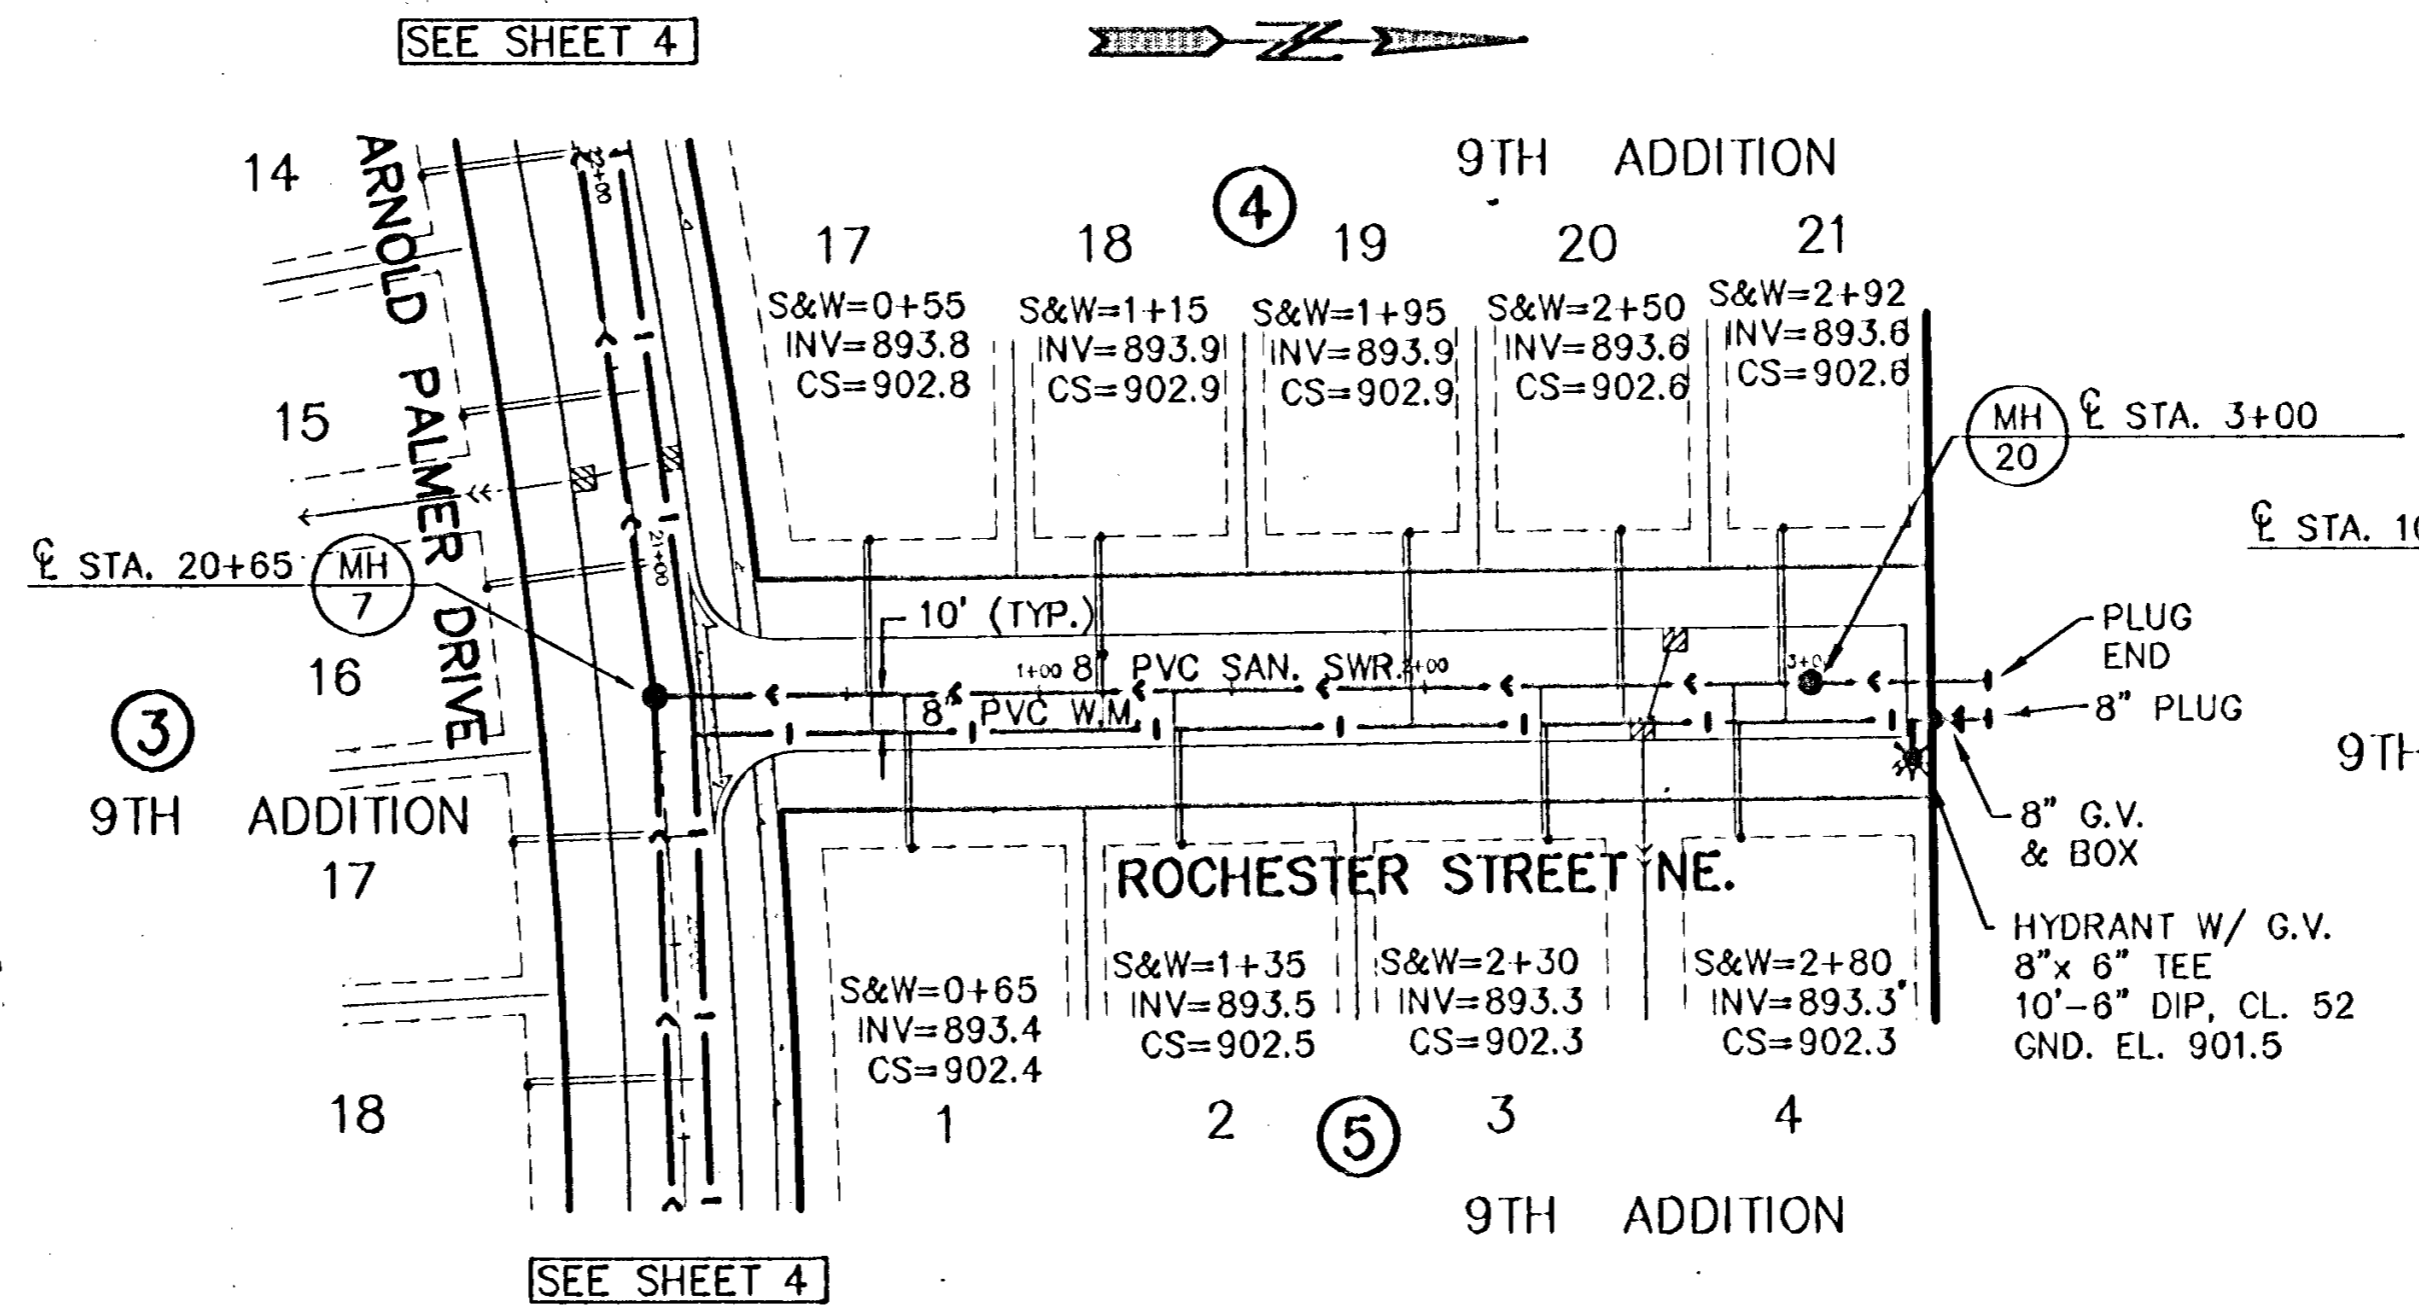 SEE SHEET 4
9TH ADDITION
14
ARNOLD PALMER DRIVE
4
17
S&W=0+55
INV=893.8
CS=902.8
18
S&W=1+15
INV=893.9
CS=902.9
19
S&W=1+95
INV=893.9
CS=902.9
20
S&W=2+50
INV=893.6
CS=902.6
21
S&W=2+92
INV=893.6
CS=902.6
22+00
15
MH
20
℄ STA. 3+00
℄ STA.
℄ STA. 20+65
MH
7
21+00
10' (TYP.)
PLUG
END
16
1+00
8" PVC SAN. SWR.
3+00
8" PVC W.M.
8" PLUG
3
9TH ADDITION
8" G.V.
& BOX
17
ROCHESTER STREET NE.
HYDRANT W/ G.V.
8"x 6" TEE
10'-6" DIP, CL. 52
GND. EL. 901.5
S&W=0+65
INV=893.4
CS=902.4
1
S&W=1+35
INV=893.5
CS=902.5
2
S&W=2+30
INV=893.3
CS=902.3
3
S&W=2+80
INV=893.3
CS=902.3
4
18
5
9TH ADDITION
SEE SHEET 4